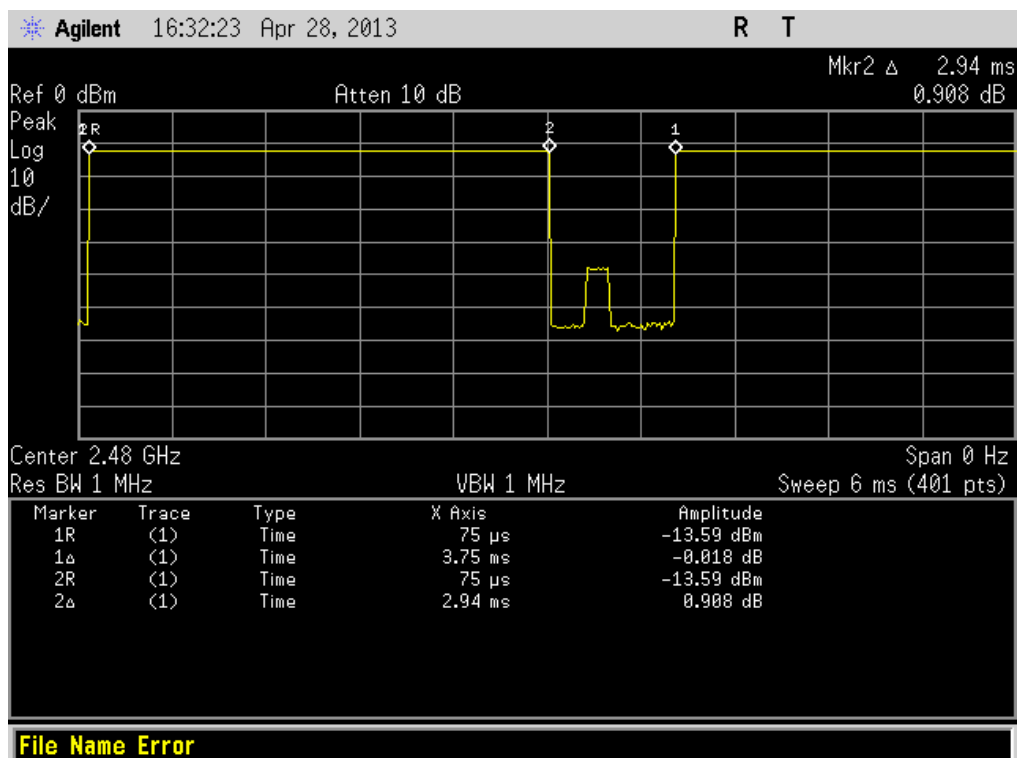 Agilent 16:32:23 Apr 28, 2013 R T
Mkr2 Δ 2.94 ms
Ref 0 dBm Atten 10 dB 0.908 dB
Peak
Log
10
dB/
2R 2 1
Center 2.48 GHz Span 0 Hz
Res BW 1 MHz VBW 1 MHz Sweep 6 ms (401 pts)
Marker Trace Type X Axis Amplitude
1R (1) Time 75 µs -13.59 dBm
1Δ (1) Time 3.75 ms -0.018 dB
2R (1) Time 75 µs -13.59 dBm
2Δ (1) Time 2.94 ms 0.908 dB
File Name Error